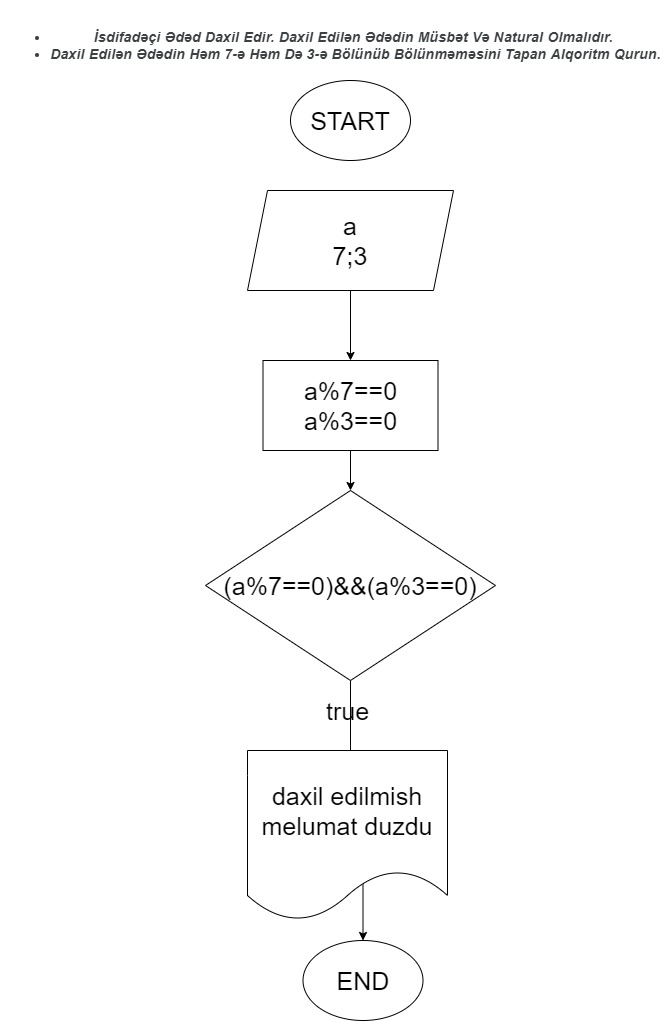 İsdifadəçi Ədəd Daxil Edir. Daxil Edilən Ədədin Müsbət Və Natural Olmalıdır.
Daxil Edilən Ədədin Həm 7-ə Həm Də 3-ə Bölünüb Bölünməməsini Tapan Alqoritm Qurun.
START
a
7;3
a%7==0
a%3==0
(a%7==0)&&(a%3==0)
true
daxil edilmish
melumat duzdu
END